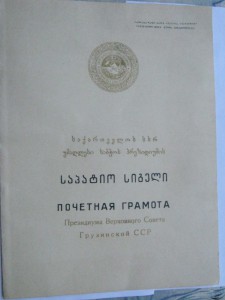 საქართველოს სსრ
უმაღლესი საბჭოს პრეზიდიუმის
საპატიო სიგელი
ПОЧЕТНАЯ ГРАМОТА
Президиума Верховного Совета
Грузинской ССР